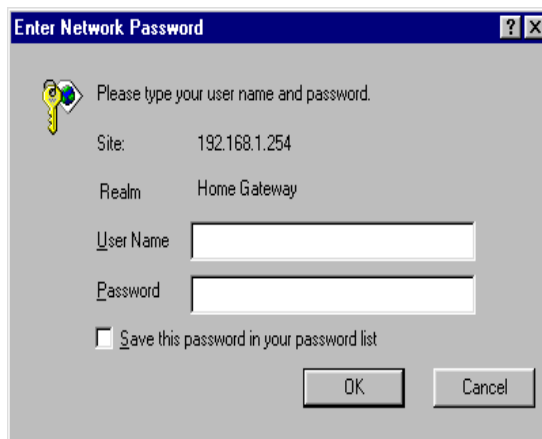 Enter Network Password
Please type your user name and password.
Site: 192.168.1.254
Realm Home Gateway
User Name
Password
Save this password in your password list
OK Cancel